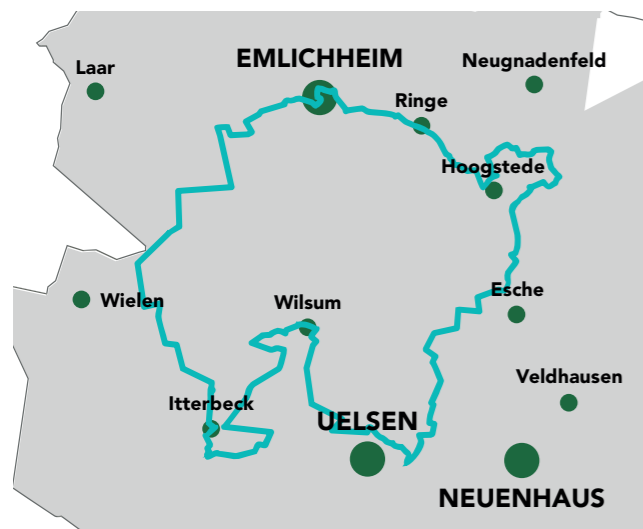 EMLICHHEIM
Neugnadenfeld
Laar
Ringe
Hoogstede
Esche
Wielen
Wilsum
Veldhausen
Itterbeck
UELSEN
NEUENHAUS